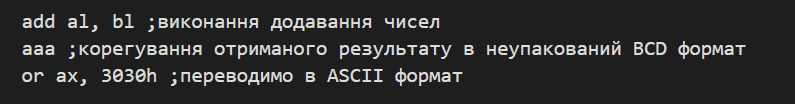 add al, bl ;виконання додавання чисел
aaa ;корегування отриманого результату в неупакований BCD формат
or ax, 3030h ;переводимо в ASCII формат